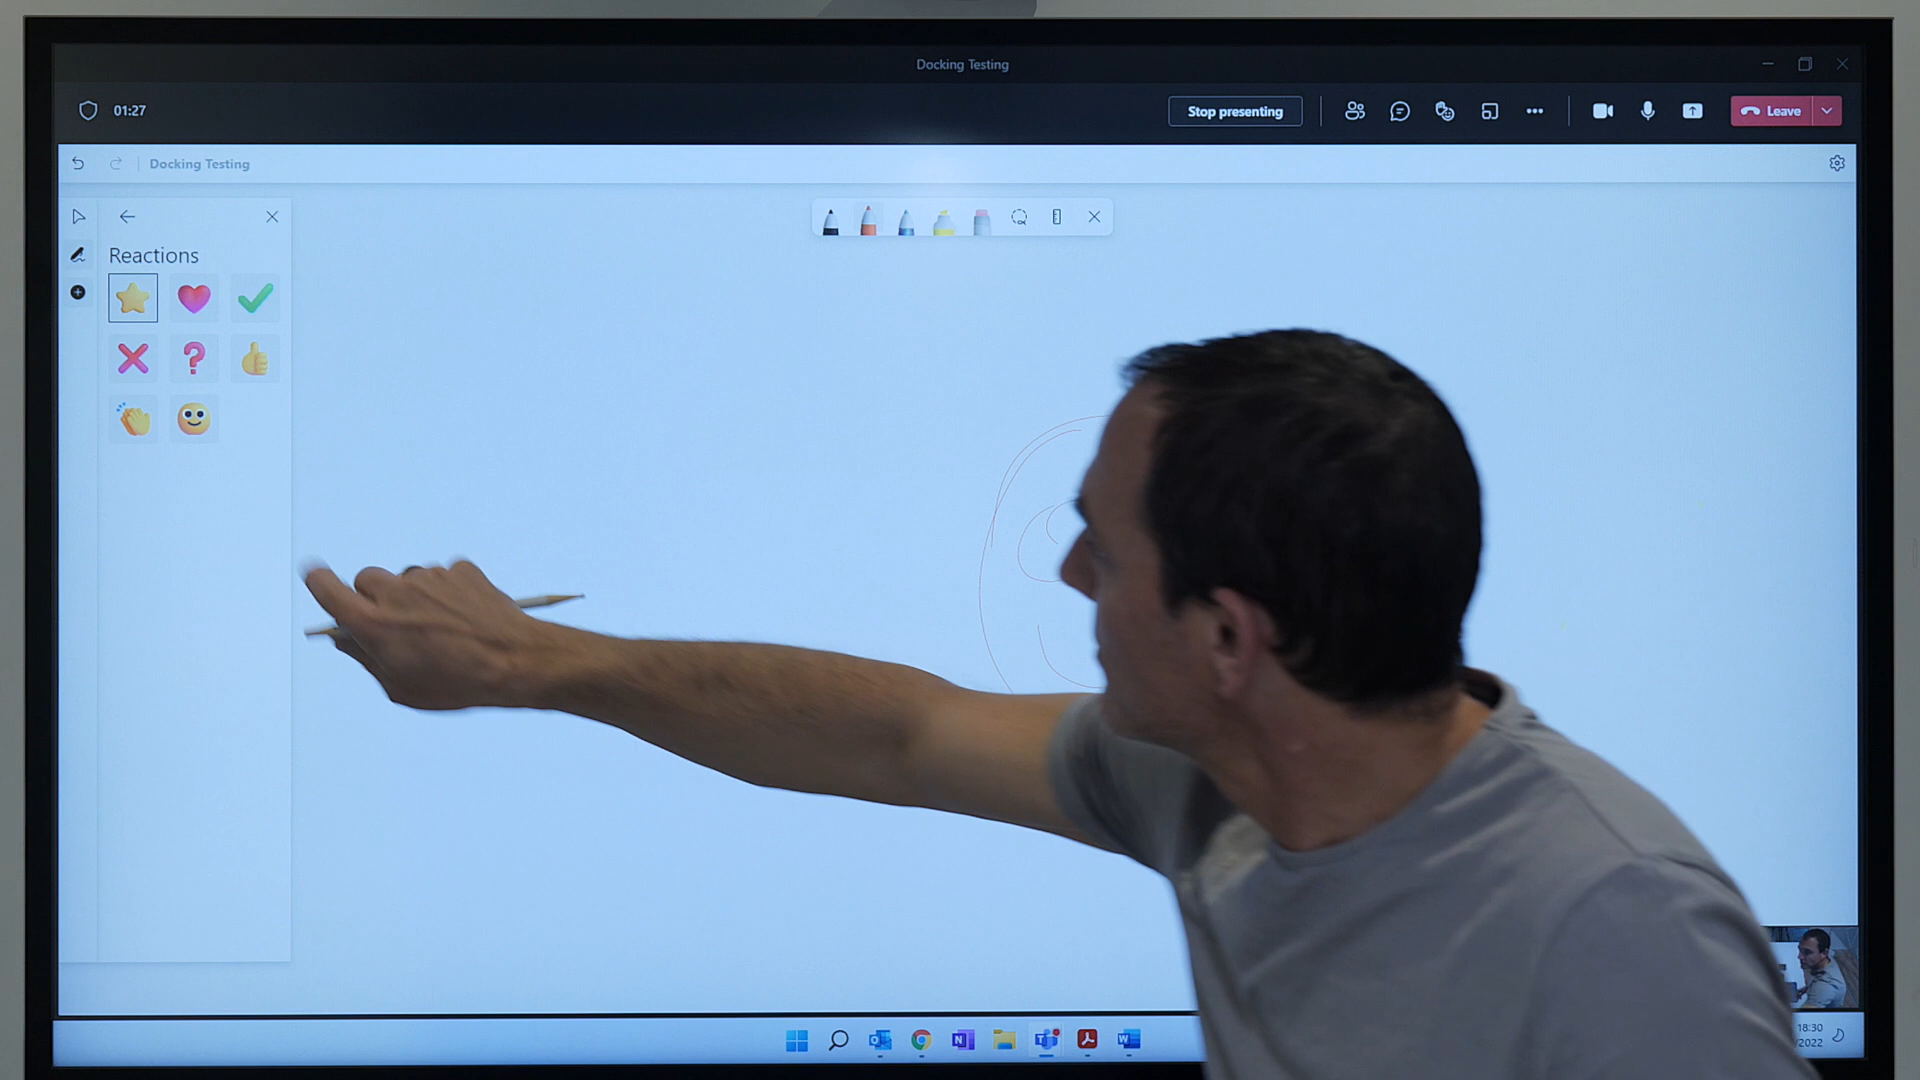 Docking Testing
01:27
Stop presenting
Leave
Docking Testing
Reactions
18:30
/2022